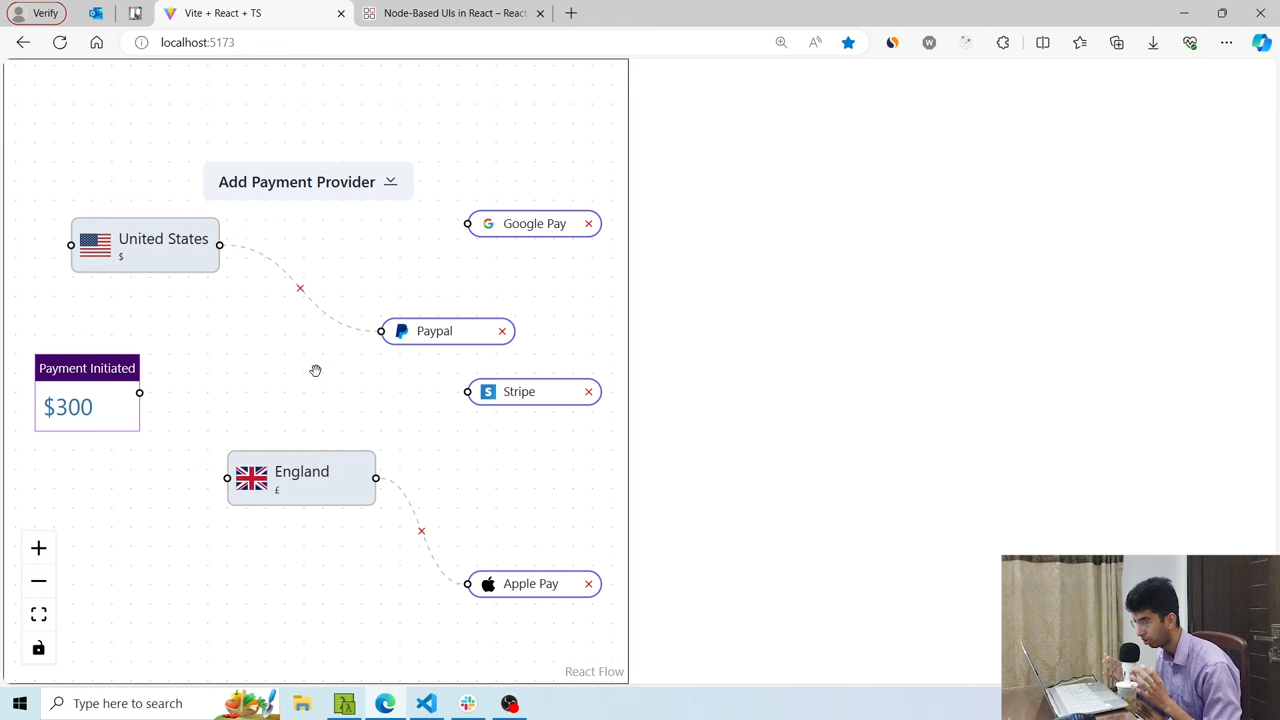 Verify
Vite + React + TS
Node-Based UIs in React – React
localhost:5173
Add Payment Provider
United States
$
Google Pay
Paypal
Payment Initiated
$300
Stripe
England
£
Apple Pay
React Flow
Type here to search